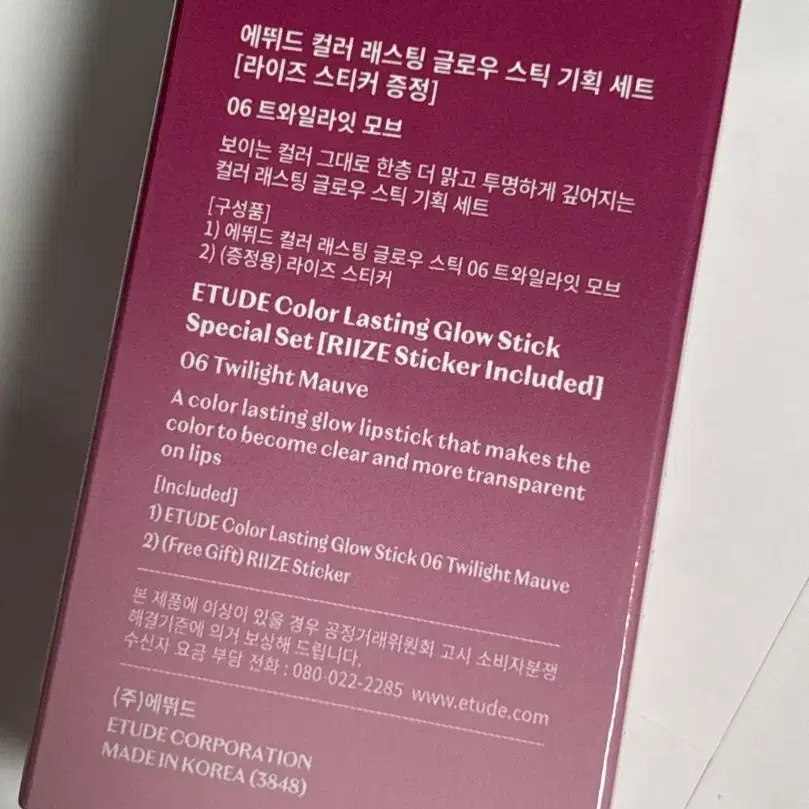 에뛰드 컬러 래스팅 글로우 스틱 기획 세트
[라이즈 스티커 증정]
06 트와일라잇 모브
보이는 컬러 그대로 한층 더 맑고 투명하게 깊어지는
컬러 래스팅 글로우 스틱 기획 세트
[구성품]
1) 에뛰드 컬러 래스팅 글로우 스틱 06 트와일라잇 모브
2) (증정용) 라이즈 스티커
ETUDE Color Lasting Glow Stick
Special Set [RIIZE Sticker Included]
06 Twilight Mauve
A color lasting glow lipstick that makes the
color to become clear and more transparent
on lips
[Included]
1) ETUDE Color Lasting Glow Stick 06 Twilight Mauve
2) (Free Gift) RIIZE Sticker
본 제품에 이상이 있을 경우 공정거래위원회 고시 소비자분쟁
해결기준에 의거 보상해 드립니다.
수신자 요금 부담 전화 : 080-022-2285 www.etude.com
(주)에뛰드
ETUDE CORPORATION
MADE IN KOREA (3848)